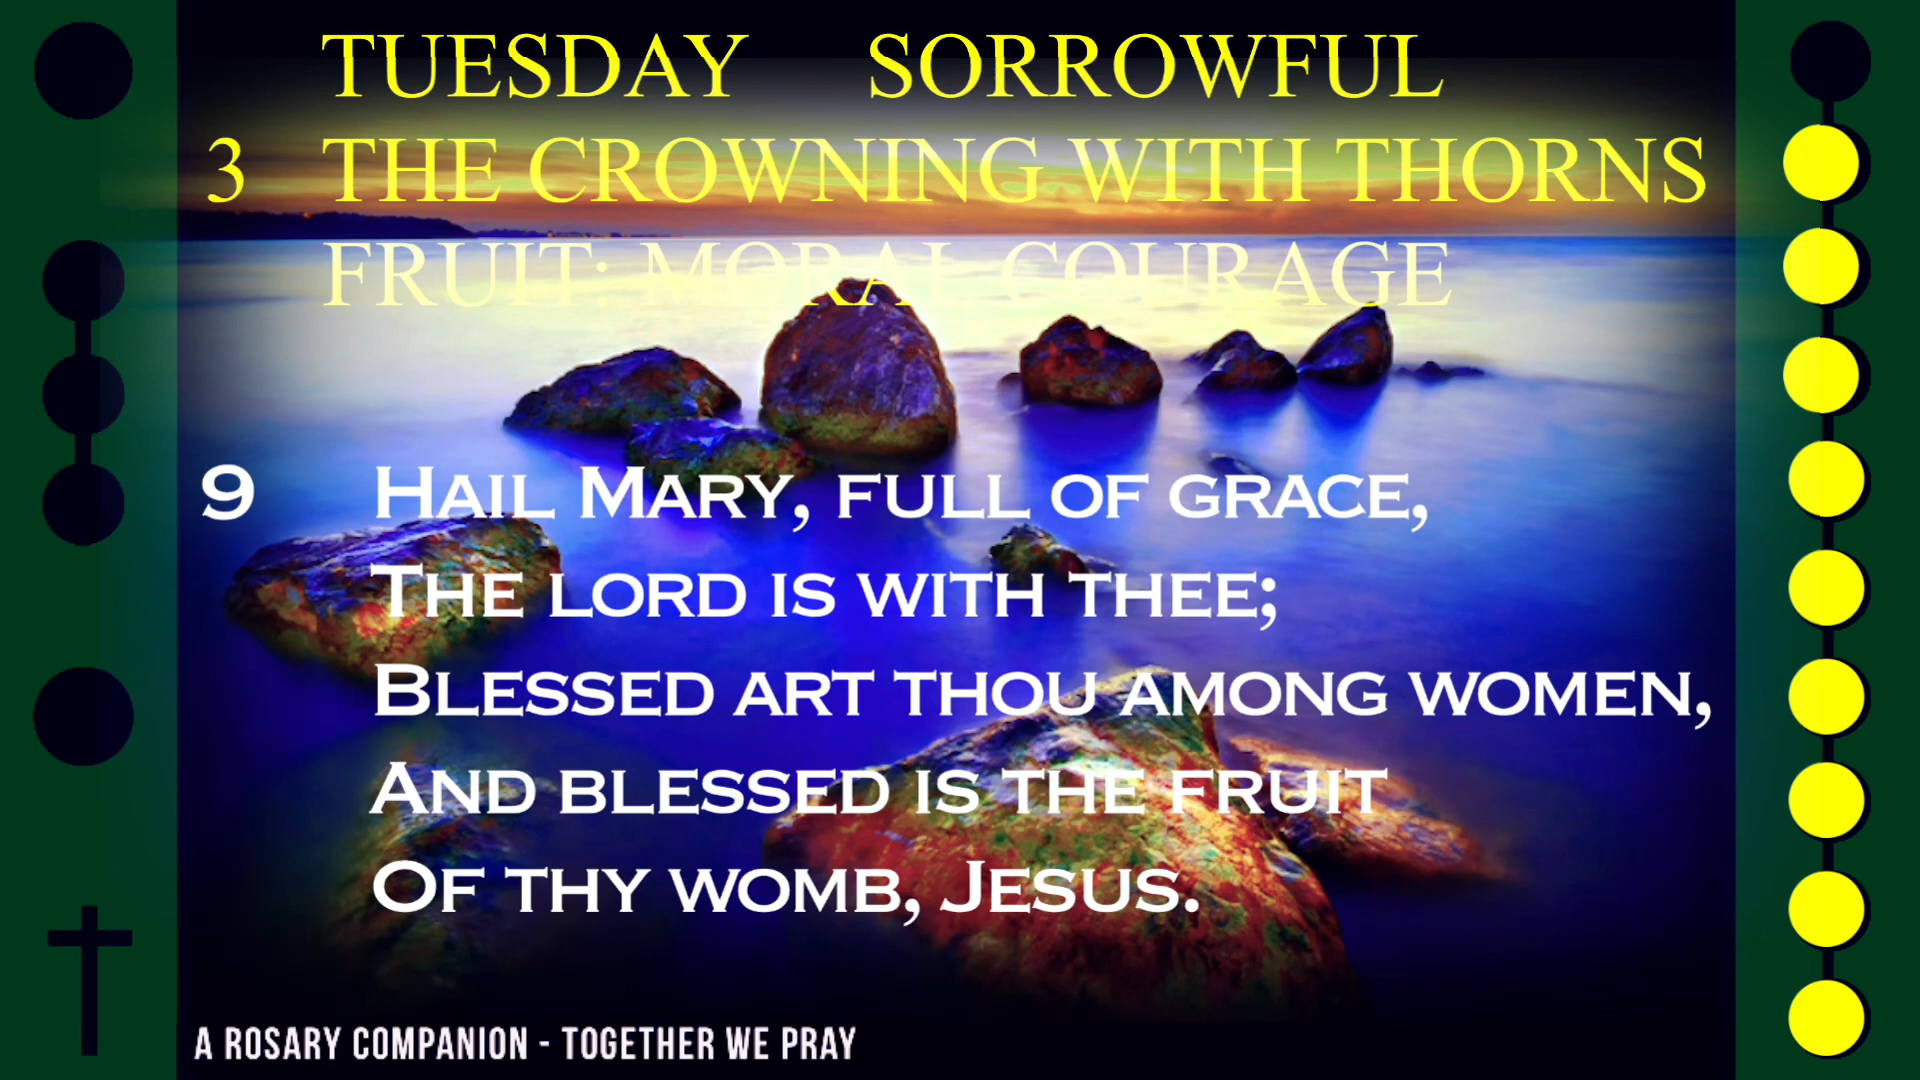 TUESDAY SORROWFUL
3 THE CROWNING WITH THORNS
FRUIT: MORAL COURAGE
9 Hail Mary, full of grace,
The lord is with thee;
Blessed art thou among women,
And blessed is the fruit
Of thy womb, Jesus.
A ROSARY COMPANION - TOGETHER WE PRAY